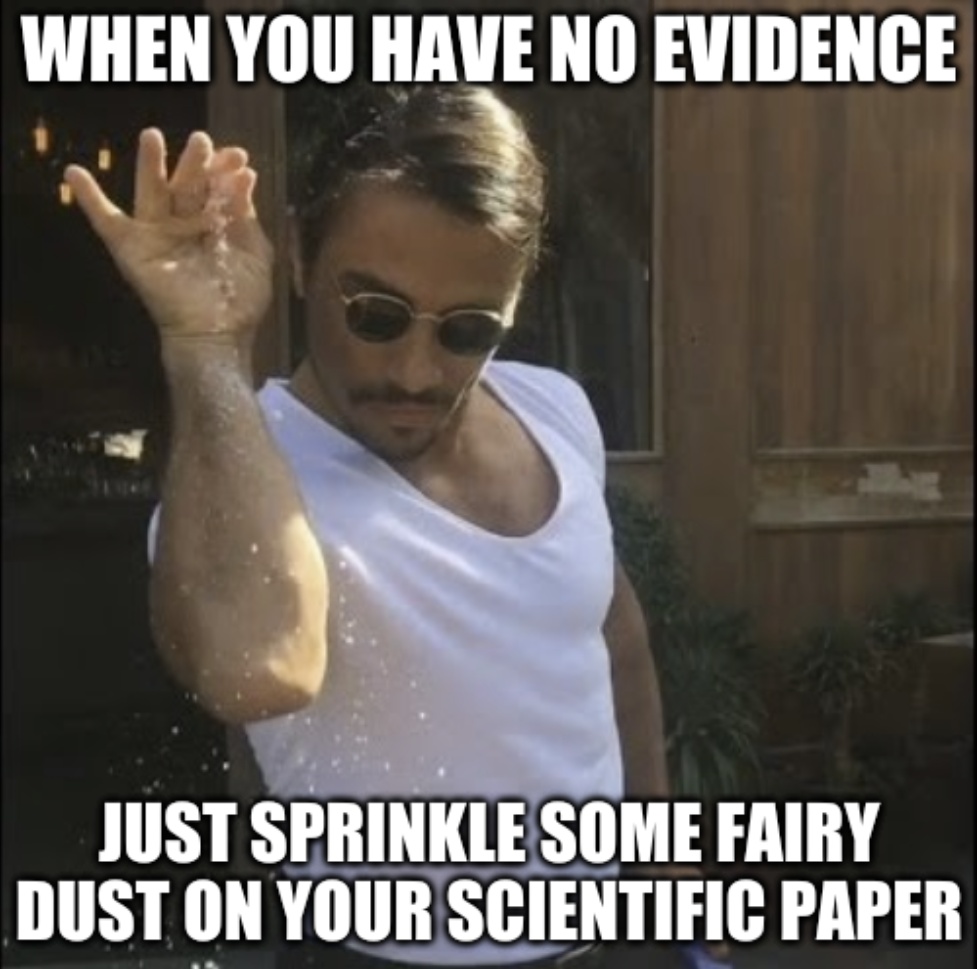 WHEN YOU HAVE NO EVIDENCE
JUST SPRINKLE SOME FAIRY
DUST ON YOUR SCIENTIFIC PAPER